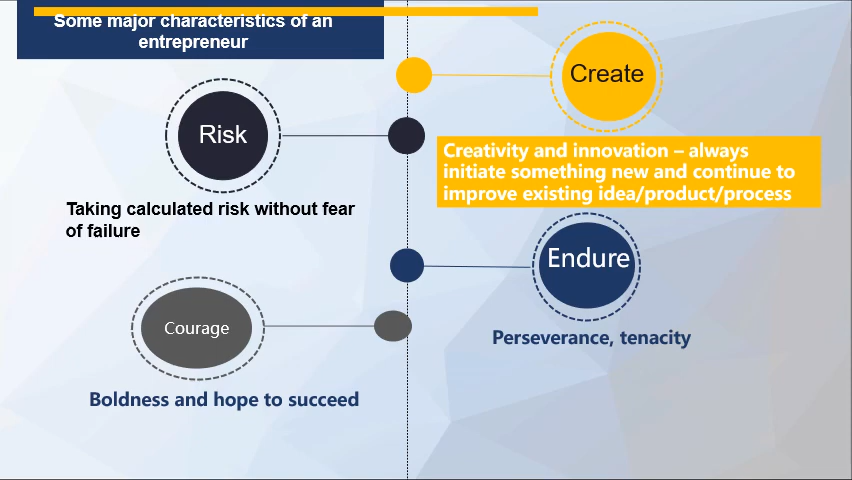 Some major characteristics of an
entrepreneur
Create
Risk
Creativity and innovation – always
initiate something new and continue to
improve existing idea/product/process
Taking calculated risk without fear
of failure
Endure
Courage
Perseverance, tenacity
Boldness and hope to succeed